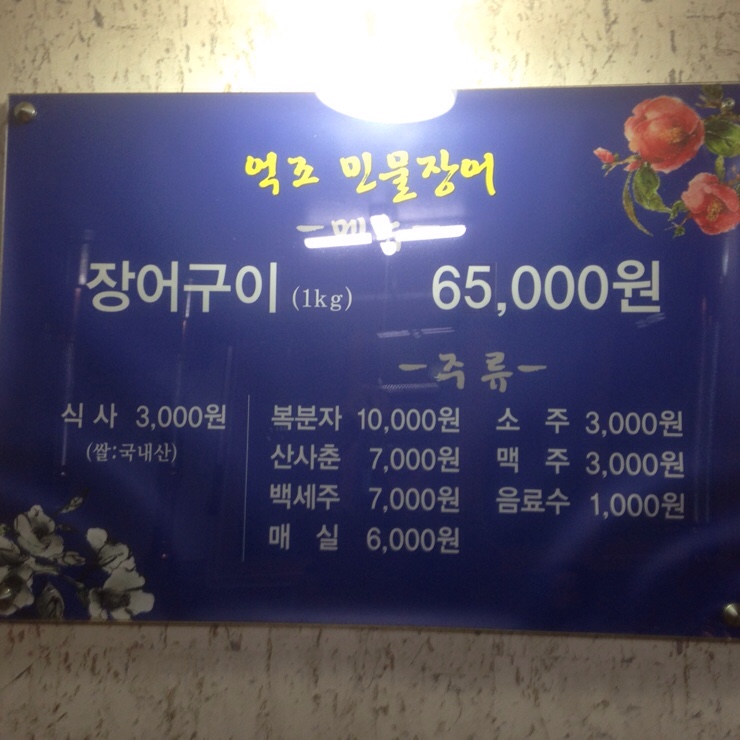 억조 민물장어
-메뉴-
장어구이 (1kg) 65,000원
-주류-
식사 3,000원
(쌀:국내산)
복분자 10,000원
산사춘 7,000원
백세주 7,000원
매실 6,000원
소주 3,000원
맥주 3,000원
음료수 1,000원